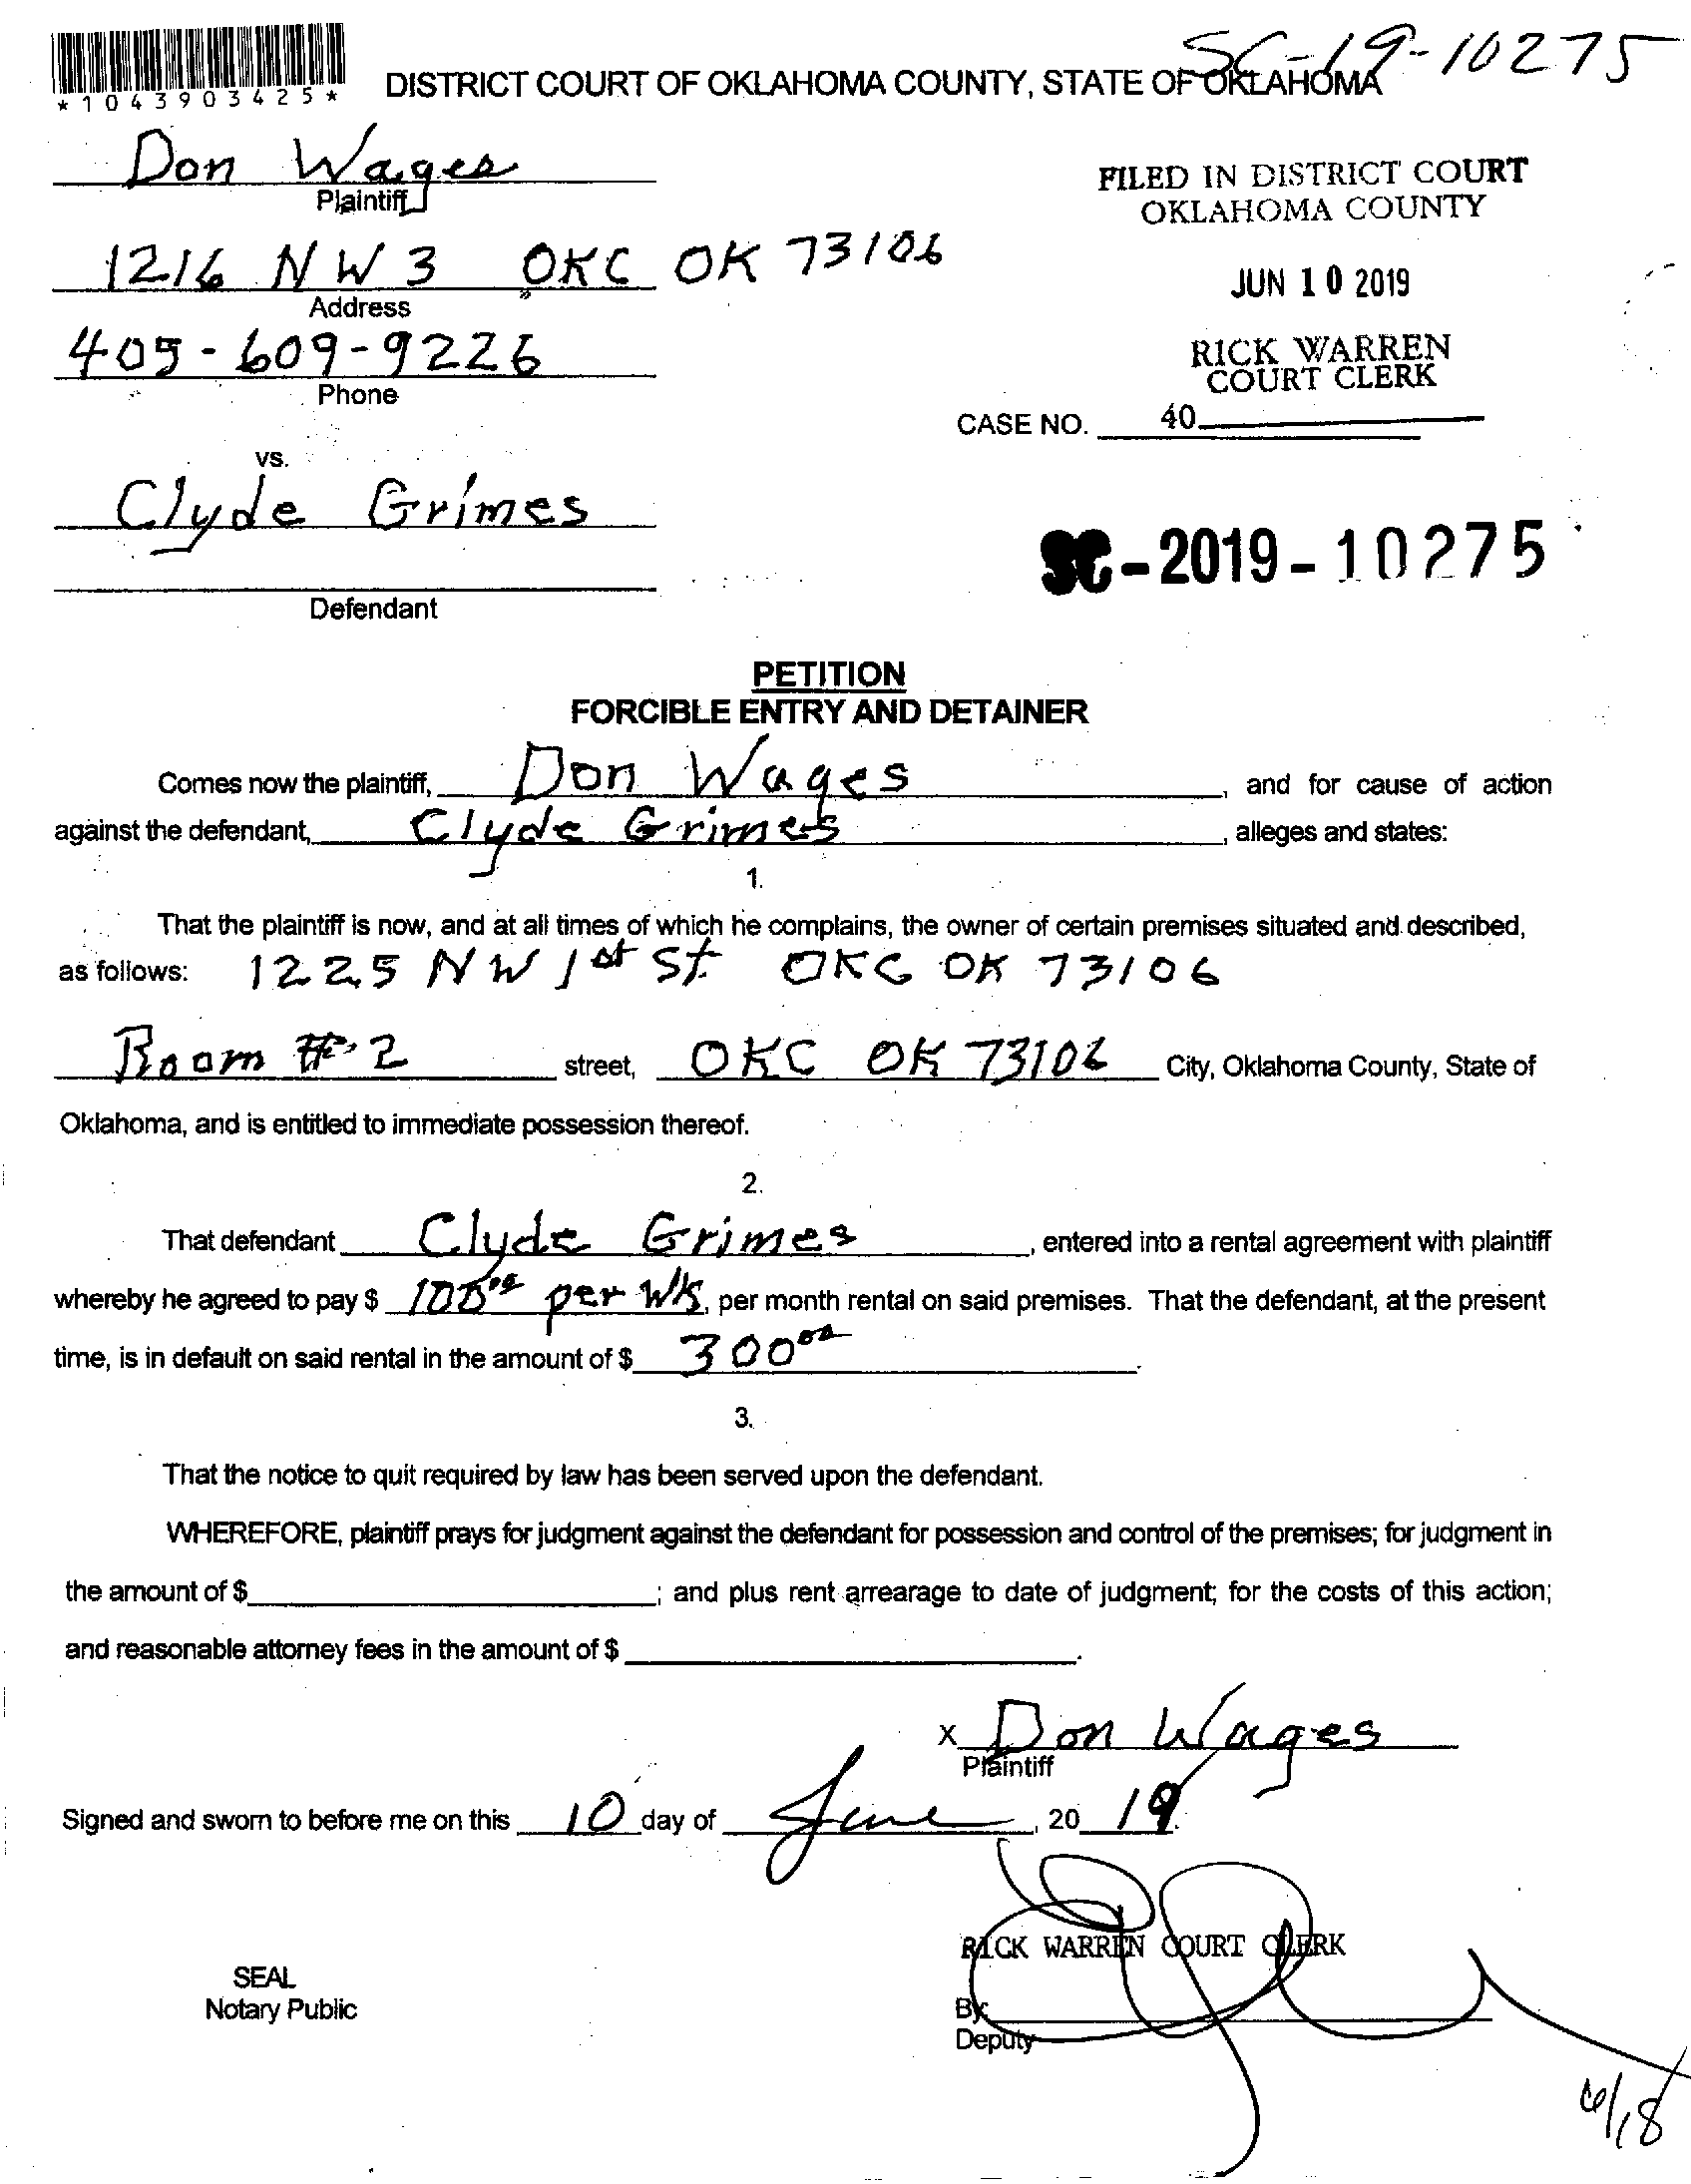 SC-19-10275
*1043903425*
DISTRICT COURT OF OKLAHOMA COUNTY, STATE OF OKLAHOMA
Don Wages
Plaintiff
1216 NW 3 OKC OK 73106
Address
405-609-9226
Phone
FILED IN DISTRICT COURT
OKLAHOMA COUNTY
JUN 10 2019
RICK WARREN
COURT CLERK
CASE NO. 40
vs.
Clyde Grimes
Defendant
SC-2019-10275
PETITION
FORCIBLE ENTRY AND DETAINER
Comes now the plaintiff, Don Wages, and for cause of action
against the defendant, Clyde Grimes, alleges and states:
1.
That the plaintiff is now, and at all times of which he complains, the owner of certain premises situated and described,
as follows: 1225 NW 1st St. OKC OK 73106
Room #2 street, OKC OK 73106 City, Oklahoma County, State of
Oklahoma, and is entitled to immediate possession thereof.
2.
That defendant Clyde Grimes, entered into a rental agreement with plaintiff
whereby he agreed to pay $ 100 00 per wk, per month rental on said premises. That the defendant, at the present
time, is in default on said rental in the amount of $ 300 00.
3.
That the notice to quit required by law has been served upon the defendant.
WHEREFORE, plaintiff prays for judgment against the defendant for possession and control of the premises; for judgment in
the amount of $ ; and plus rent arrearage to date of judgment; for the costs of this action;
and reasonable attorney fees in the amount of $ .
X Don Wages
Plaintiff
Signed and sworn to before me on this 10 day of June, 20 19.
RICK WARREN COURT CLERK
SEAL
Notary Public
By:
Deputy
6/18